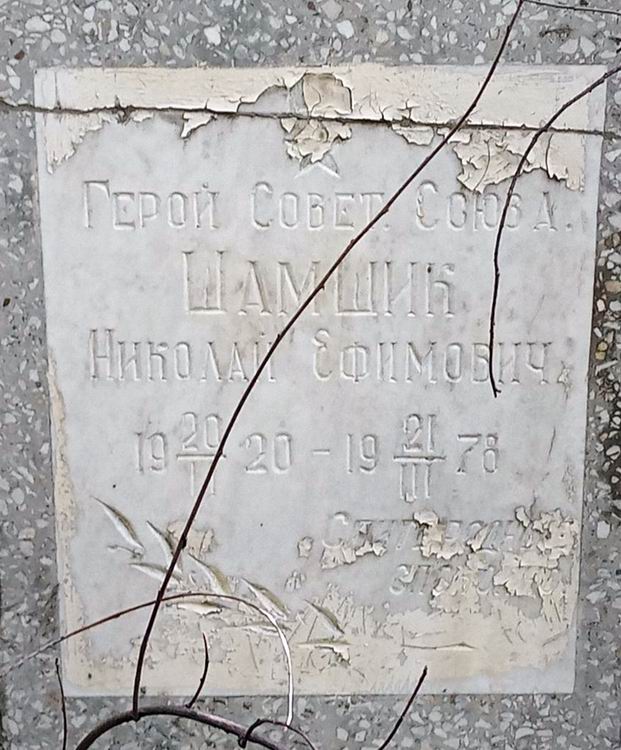 ГЕРОЙ СОВЕТ. СОЮЗА.
ШАМШИК
НИКОЛАЙ ЕФИМОВИЧ.
19 20/II 20 – 19 21/III 78